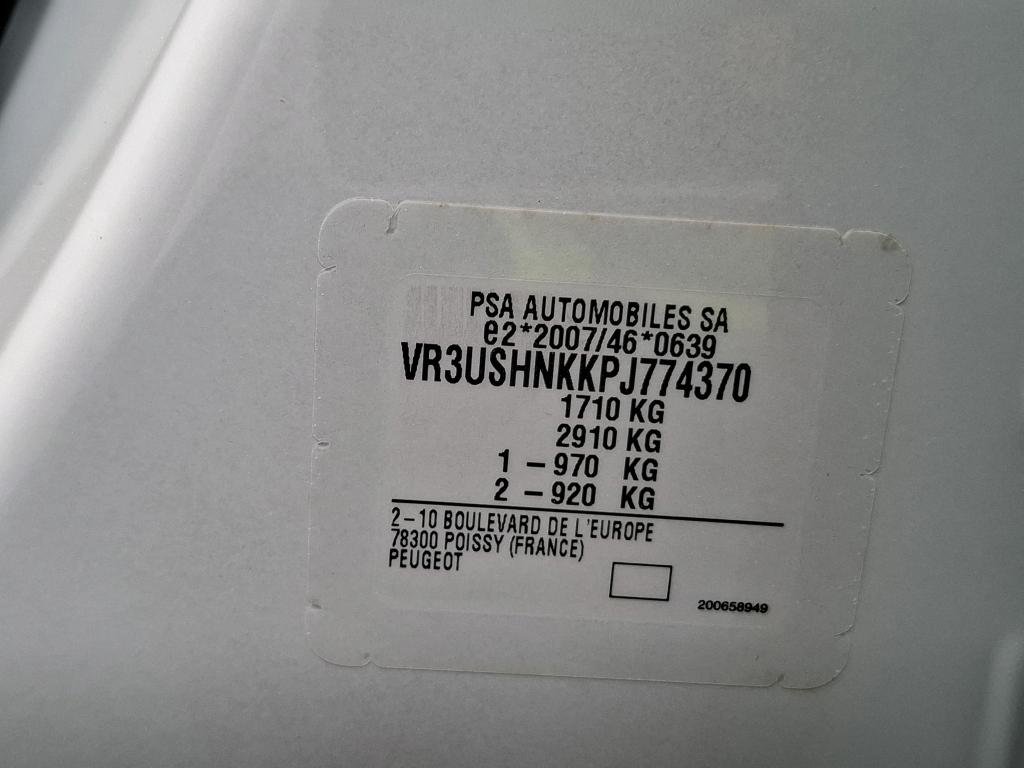 PSA AUTOMOBILES SA
e2*2007/46*0639
VR3USHNKKPJ774370
1710 KG
2910 KG
1 – 970 KG
2 – 920 KG
2 – 10 BOULEVARD DE L'EUROPE
78300 POISSY (FRANCE)
PEUGEOT
200658949